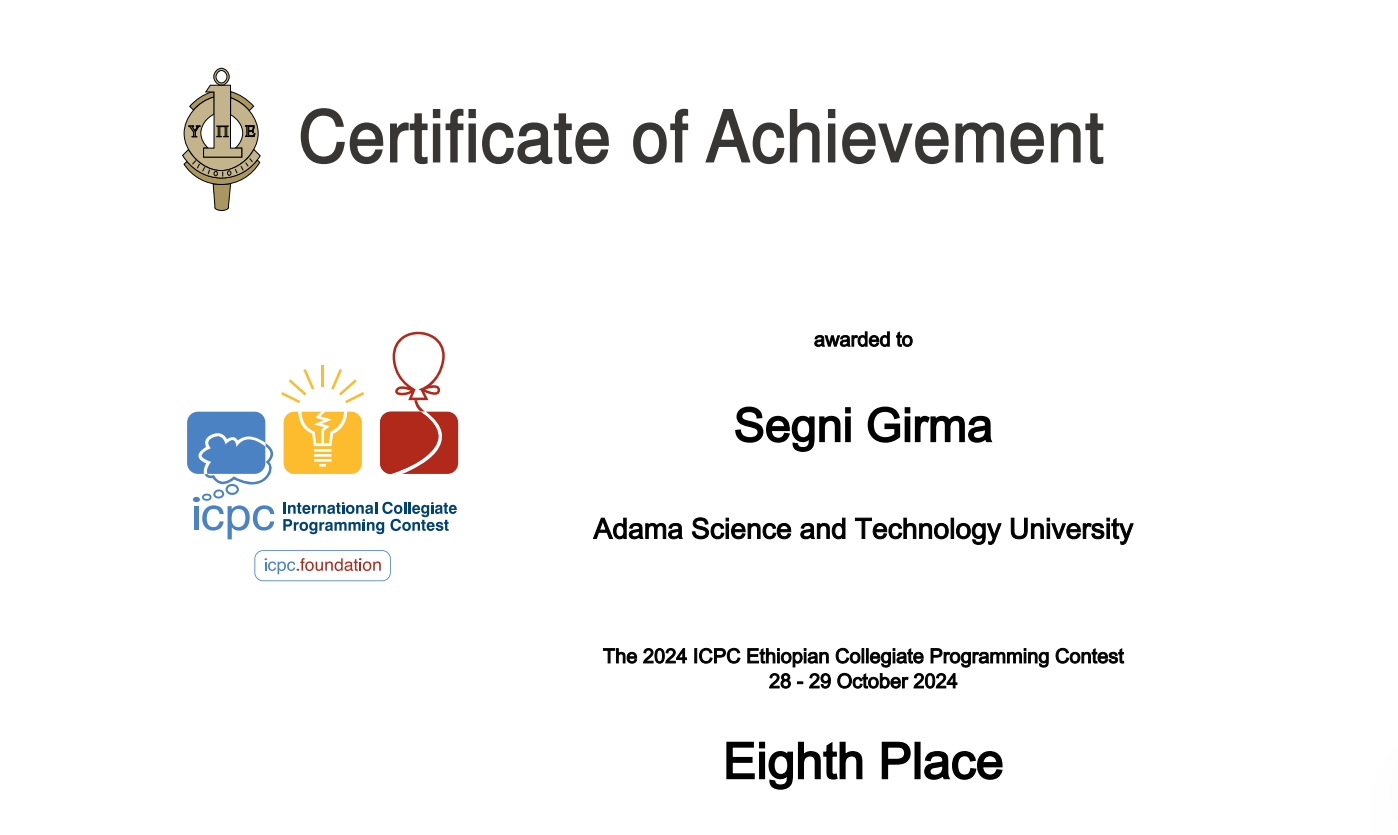 Υ Π Ε
Certificate of Achievement
awarded to
Segni Girma
icpc International Collegiate
Programming Contest
icpc.foundation
Adama Science and Technology University
The 2024 ICPC Ethiopian Collegiate Programming Contest
28 - 29 October 2024
Eighth Place